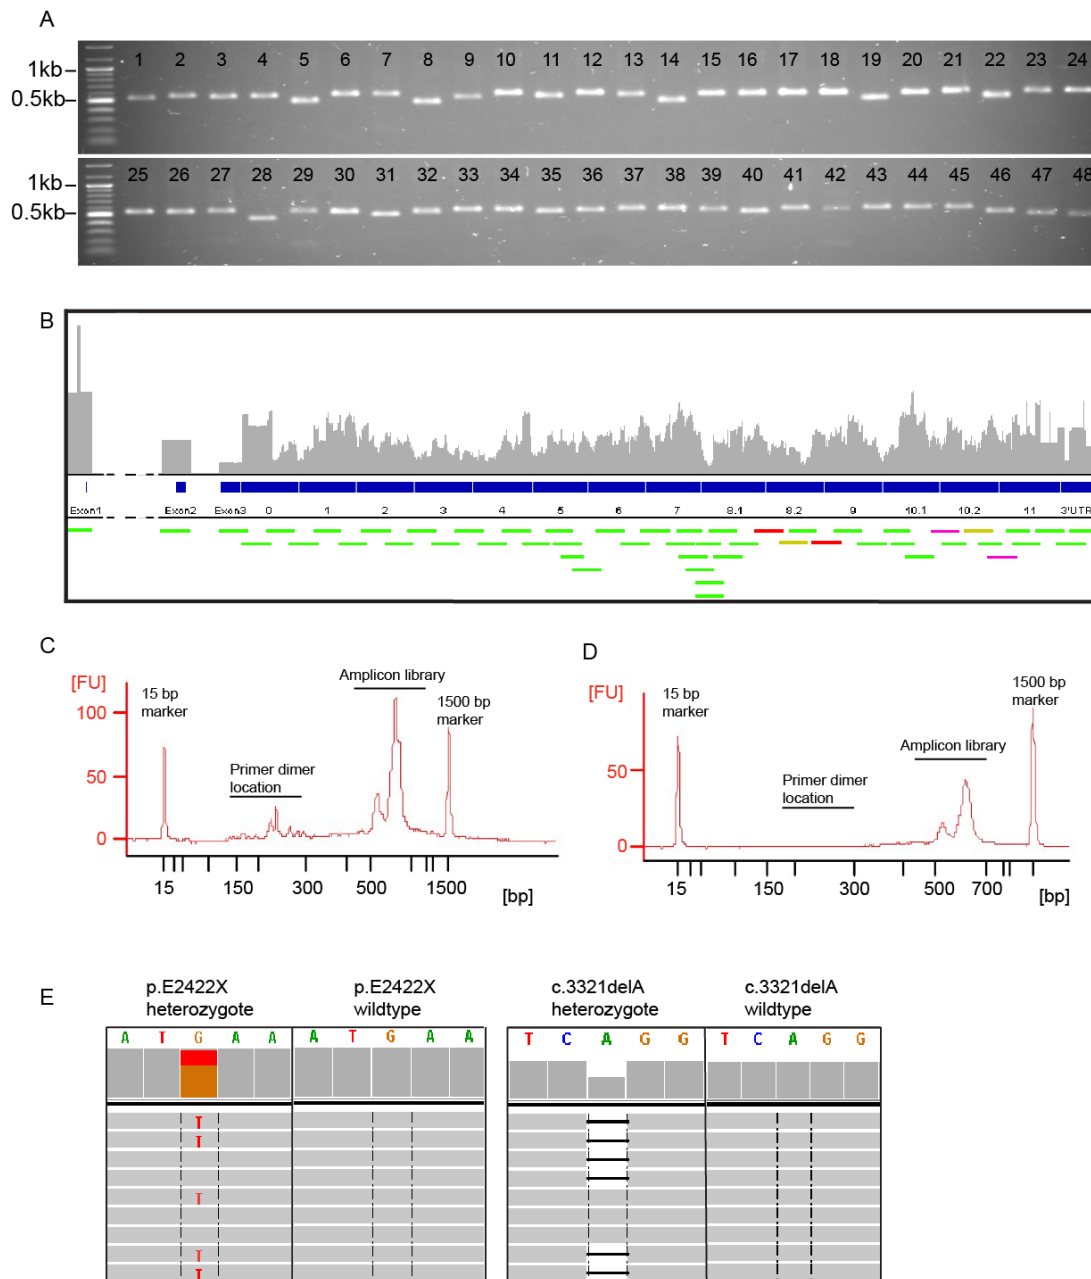 A
1kb
0.5kb
1 2 3 4 5 6 7 8 9 10 11 12 13 14 15 16 17 18 19 20 21 22 23 24
1kb
0.5kb
25 26 27 28 29 30 31 32 33 34 35 36 37 38 39 40 41 42 43 44 45 46 47 48
B
Exon1 Exon2 Exon3 0 1 2 3 4 5 6 7 8.1 8.2 9 10.1 10.2 11 3'UTR
C
[FU]
100
50
0
15 bp
marker
Primer dimer
location
Amplicon library
1500 bp
marker
15 150 300 500 1500
[bp]
D
[FU]
50
0
15 bp
marker
Primer dimer
location
Amplicon library
1500 bp
marker
15 150 300 500 700
[bp]
E
p.E2422X
heterozygote
p.E2422X
wildtype
c.3321delA
heterozygote
c.3321delA
wildtype
A T G A A
A T G A A
T C A G G
T C A G G
T
T
T
T
T